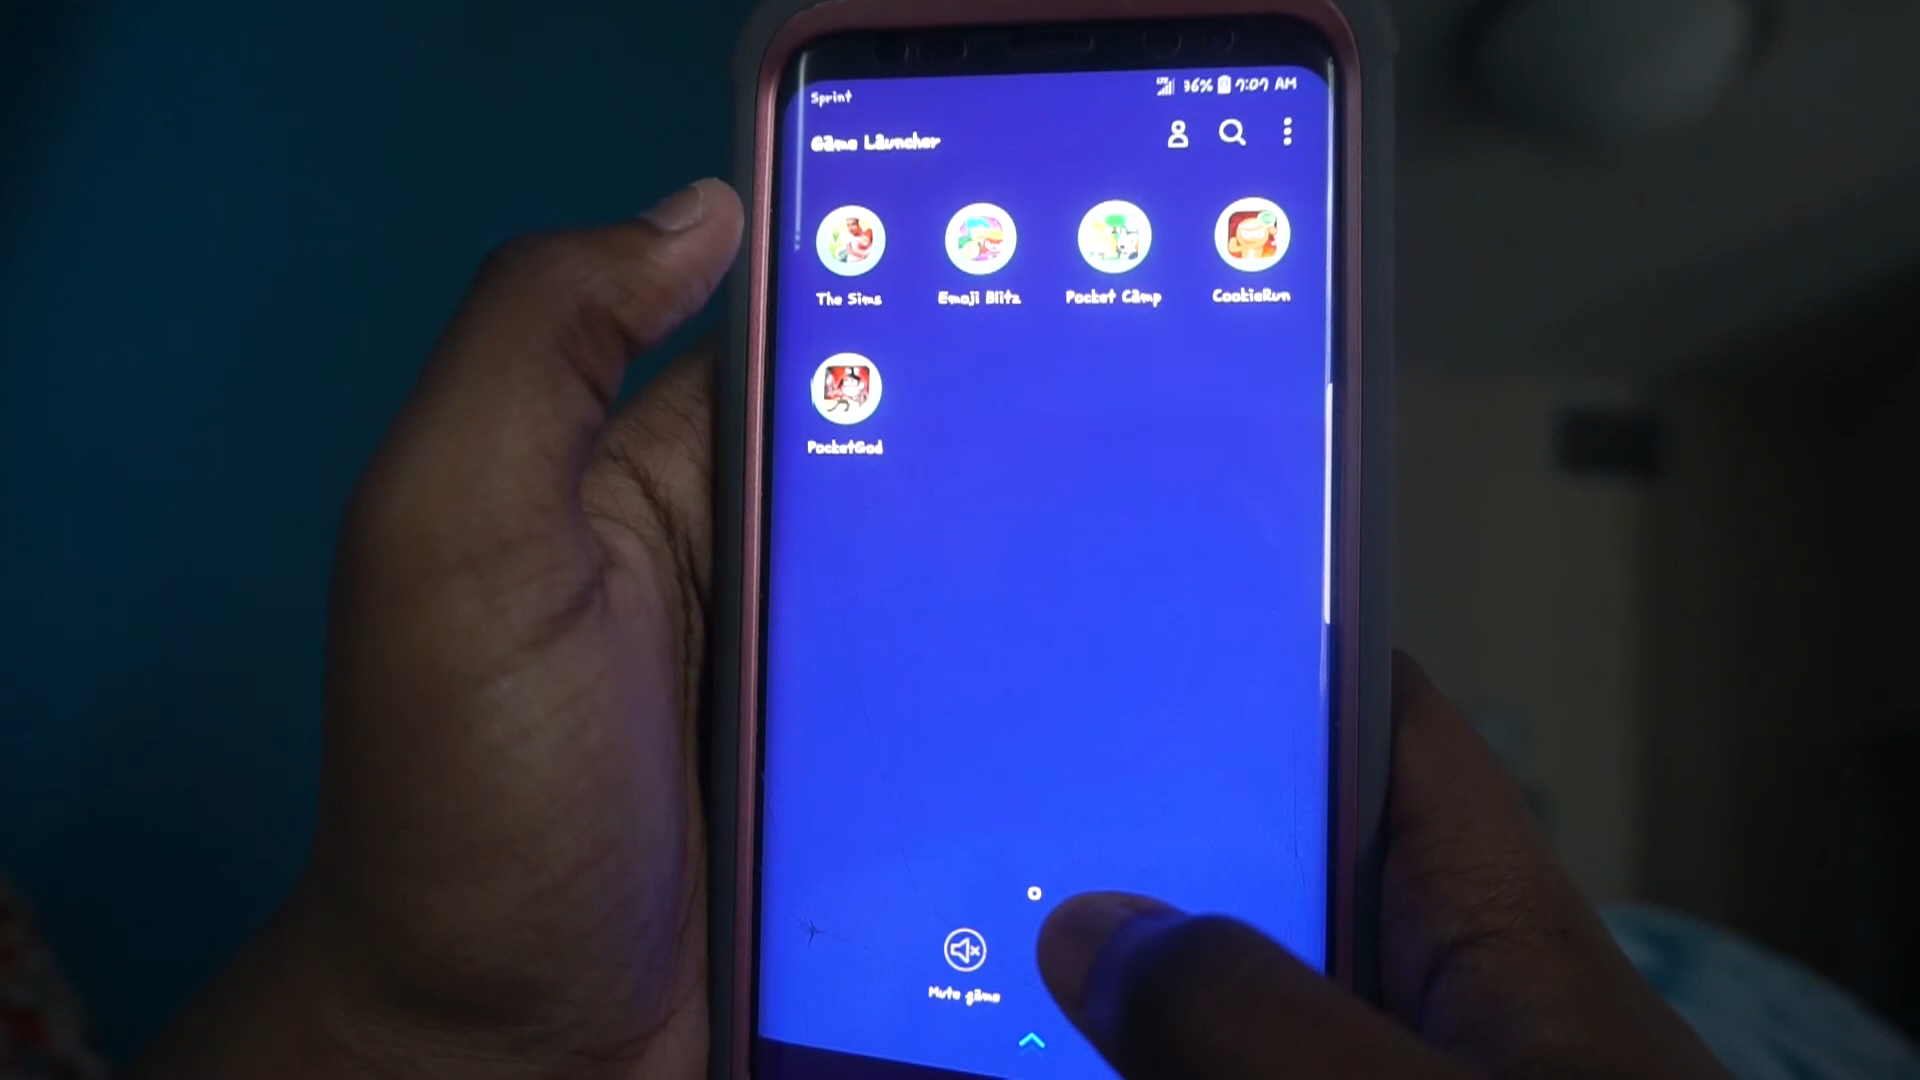 Sprint 36% 7:07 AM
Game Launcher
The Sims Emoji Blitz Pocket Camp CookieRun
PocketGod
Mute game